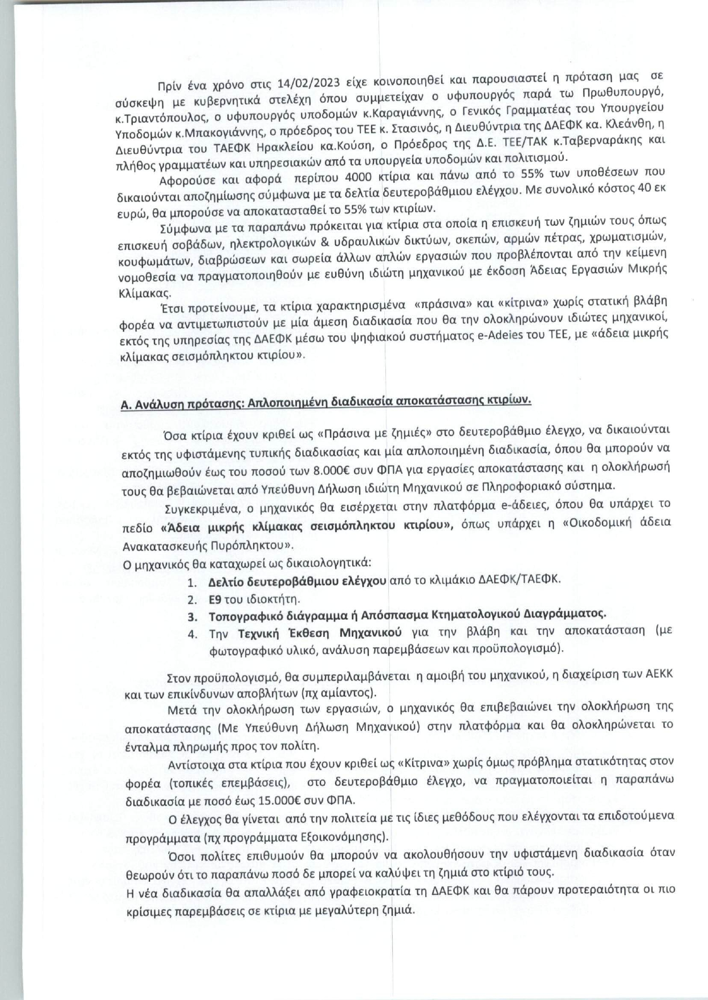 Πρίν ένα χρόνο στις 14/02/2023 είχε κοινοποιηθεί και παρουσιαστεί η πρόταση μας σε
σύσκεψη με κυβερνητικά στελέχη όπου συμμετείχαν ο υφυπουργός παρά τω Πρωθυπουργό,
κ.Τριαντόπουλος, ο υφυπουργός υποδομών κ.Καραγιάννης, ο Γενικός Γραμματέας του Υπουργείου
Υποδομών κ.Μπακογιάννης, ο πρόεδρος του ΤΕΕ κ. Στασινός, η Διευθύντρια της ΔΑΕΦΚ κα. Κλεάνθη, η
Διευθύντρια του ΤΑΕΦΚ Ηρακλείου κα.Κούση, ο Πρόεδρος της Δ.Ε. ΤΕΕ/ΤΑΚ κ.Ταβερναράκης και
πλήθος γραμματέων και υπηρεσιακών από τα υπουργεία υποδομών και πολιτισμού.
Αφορούσε και αφορά περίπου 4000 κτίρια και πάνω από το 55% των υποθέσεων που
δικαιούνται αποζημίωσης σύμφωνα με τα δελτία δευτεροβάθμιου ελέγχου. Με συνολικό κόστος 40 εκ
ευρώ, θα μπορούσε να αποκατασταθεί το 55% των κτιρίων.
Σύμφωνα με τα παραπάνω πρόκειται για κτίρια στα οποία η επισκευή των ζημιών τους όπως
επισκευή σοβάδων, ηλεκτρολογικών & υδραυλικών δικτύων, σκεπών, αρμών πέτρας, χρωματισμών,
κουφωμάτων, διαβρώσεων και σωρεία άλλων απλών εργασιών που προβλέπονται από την κείμενη
νομοθεσία να πραγματοποιηθούν με ευθύνη ιδιώτη μηχανικού με έκδοση Άδειας Εργασιών Μικρής
Κλίμακας.
Έτσι προτείνουμε, τα κτίρια χαρακτηρισμένα «πράσινα» και «κίτρινα» χωρίς στατική βλάβη
φορέα να αντιμετωπιστούν με μία άμεση διαδικασία που θα την ολοκληρώνουν ιδιώτες μηχανικοί,
εκτός της υπηρεσίας της ΔΑΕΦΚ μέσω του ψηφιακού συστήματος e-Adeies του ΤΕΕ, με «άδεια μικρής
κλίμακας σεισμόπληκτου κτιρίου».
Α. Ανάλυση πρότασης: Απλοποιημένη διαδικασία αποκατάστασης κτιρίων.
Όσα κτίρια έχουν κριθεί ως «Πράσινα με ζημιές» στο δευτεροβάθμιο έλεγχο, να δικαιούνται
εκτός της υφιστάμενης τυπικής διαδικασίας και μία απλοποιημένη διαδικασία, όπου θα μπορούν να
αποζημιωθούν έως του ποσού των 8.000€ συν ΦΠΑ για εργασίες αποκατάστασης και η ολοκλήρωσή
τους θα βεβαιώνεται από Υπεύθυνη Δήλωση ιδιώτη Μηχανικού σε Πληροφοριακό σύστημα.
Συγκεκριμένα, ο μηχανικός θα εισέρχεται στην πλατφόρμα e-άδειες, όπου θα υπάρχει το
πεδίο «Άδεια μικρής κλίμακας σεισμόπληκτου κτιρίου», όπως υπάρχει η «Οικοδομική άδεια
Ανακατασκευής Πυρόπληκτου».
Ο μηχανικός θα καταχωρεί ως δικαιολογητικά:
1. Δελτίο δευτεροβάθμιου ελέγχου από το κλιμάκιο ΔΑΕΦΚ/ΤΑΕΦΚ.
2. Ε9 του ιδιοκτήτη.
3. Τοπογραφικό διάγραμμα ή Απόσπασμα Κτηματολογικού Διαγράμματος.
4. Την Τεχνική Έκθεση Μηχανικού για την βλάβη και την αποκατάσταση (με
φωτογραφικό υλικό, ανάλυση παρεμβάσεων και προϋπολογισμό).
Στον προϋπολογισμό, θα συμπεριλαμβάνεται η αμοιβή του μηχανικού, η διαχείριση των ΑΕΚΚ
και των επικίνδυνων αποβλήτων (πχ αμίαντος).
Μετά την ολοκλήρωση των εργασιών, ο μηχανικός θα επιβεβαιώνει την ολοκλήρωση της
αποκατάστασης (Με Υπεύθυνη Δήλωση Μηχανικού) στην πλατφόρμα και θα ολοκληρώνεται το
ένταλμα πληρωμής προς τον πολίτη.
Αντίστοιχα στα κτίρια που έχουν κριθεί ως «Κίτρινα» χωρίς όμως πρόβλημα στατικότητας στον
φορέα (τοπικές επεμβάσεις), στο δευτεροβάθμιο έλεγχο, να πραγματοποιείται η παραπάνω
διαδικασία με ποσό έως 15.000€ συν ΦΠΑ.
Ο έλεγχος θα γίνεται από την πολιτεία με τις ίδιες μεθόδους που ελέγχονται τα επιδοτούμενα
προγράμματα (πχ προγράμματα Εξοικονόμησης).
Όσοι πολίτες επιθυμούν θα μπορούν να ακολουθήσουν την υφιστάμενη διαδικασία όταν
θεωρούν ότι το παραπάνω ποσό δε μπορεί να καλύψει τη ζημιά στο κτίριό τους.
Η νέα διαδικασία θα απαλλάξει από γραφειοκρατία τη ΔΑΕΦΚ και θα πάρουν προτεραιότητα οι πιο
κρίσιμες παρεμβάσεις σε κτίρια με μεγαλύτερη ζημιά.